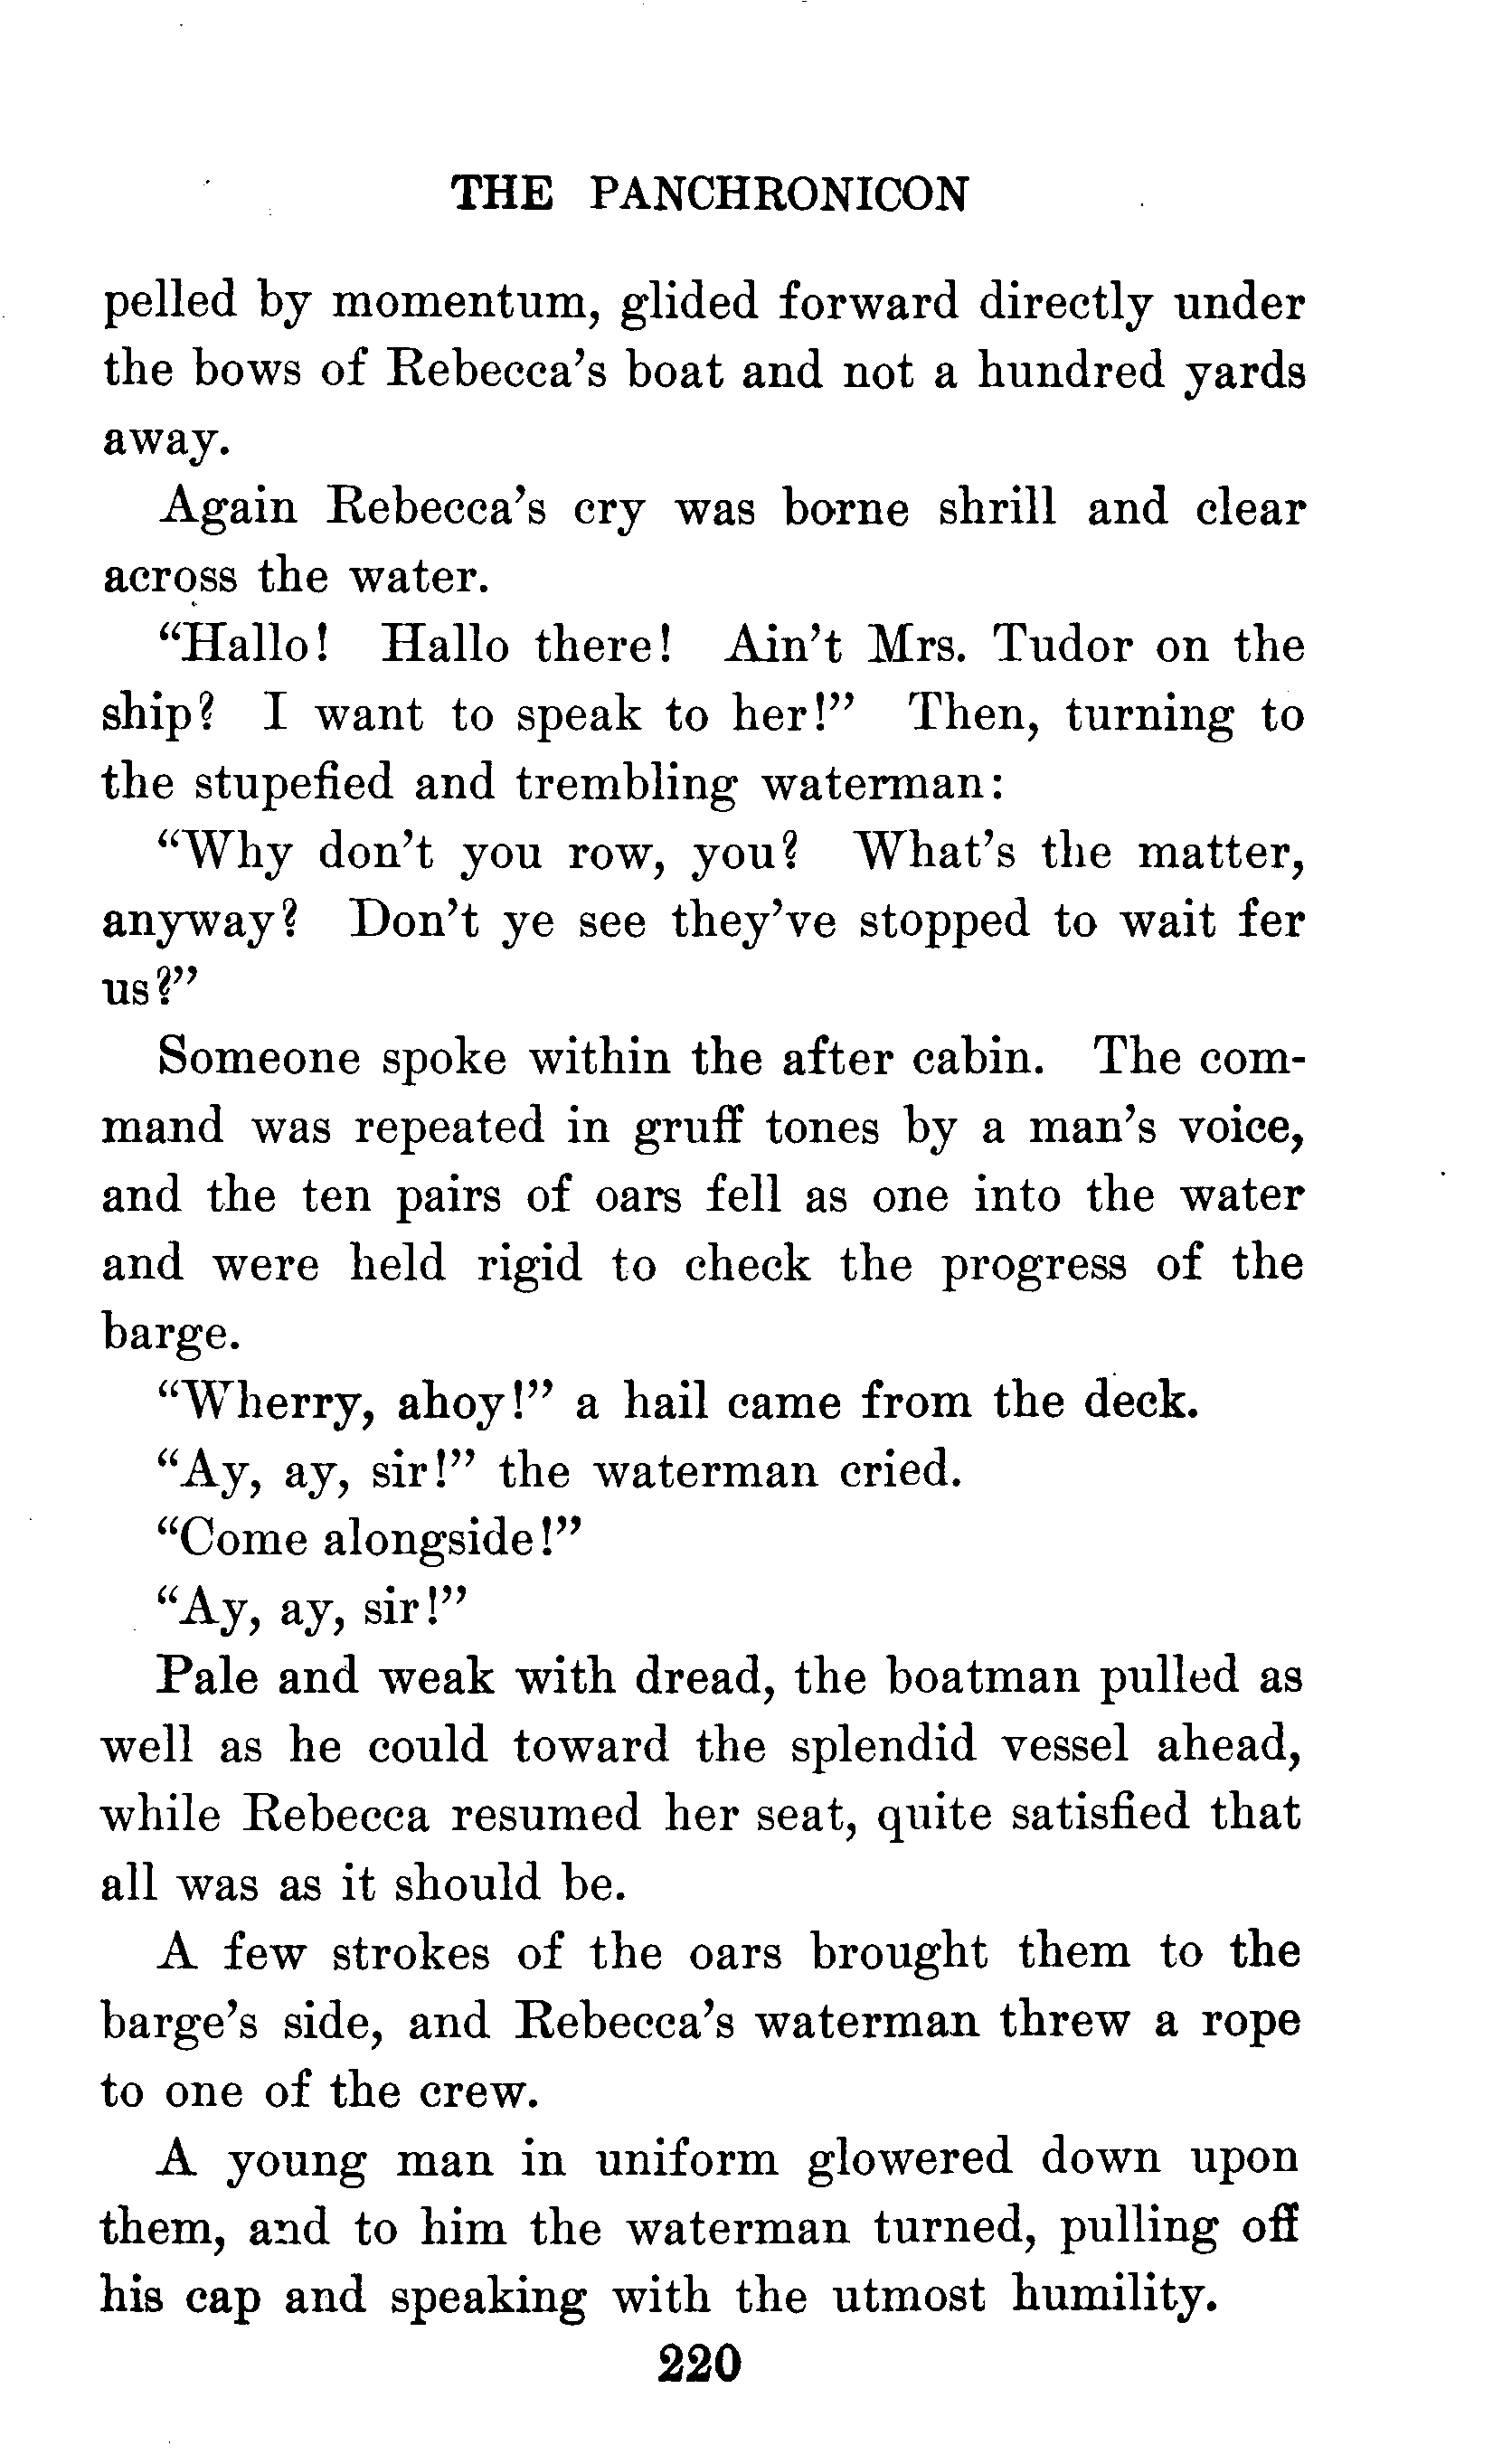 THE PANCHRONICON
pelled by momentum, glided forward directly under
the bows of Rebecca's boat and not a hundred yards
away.
Again Rebecca's cry was borne shrill and clear
across the water.
“Hallo! Hallo there! Ain't Mrs. Tudor on the
ship? I want to speak to her!” Then, turning to
the stupefied and trembling waterman:
“Why don't you row, you? What's the matter,
anyway? Don't ye see they've stopped to wait fer
us?”
Someone spoke within the after cabin. The com-
mand was repeated in gruff tones by a man's voice,
and the ten pairs of oars fell as one into the water
and were held rigid to check the progress of the
barge.
“Wherry, ahoy!” a hail came from the deck.
“Ay, ay, sir!” the waterman cried.
“Come alongside!”
“Ay, ay, sir!”
Pale and weak with dread, the boatman pulled as
well as he could toward the splendid vessel ahead,
while Rebecca resumed her seat, quite satisfied that
all was as it should be.
A few strokes of the oars brought them to the
barge's side, and Rebecca's waterman threw a rope
to one of the crew.
A young man in uniform glowered down upon
them, and to him the waterman turned, pulling off
his cap and speaking with the utmost humility.
220